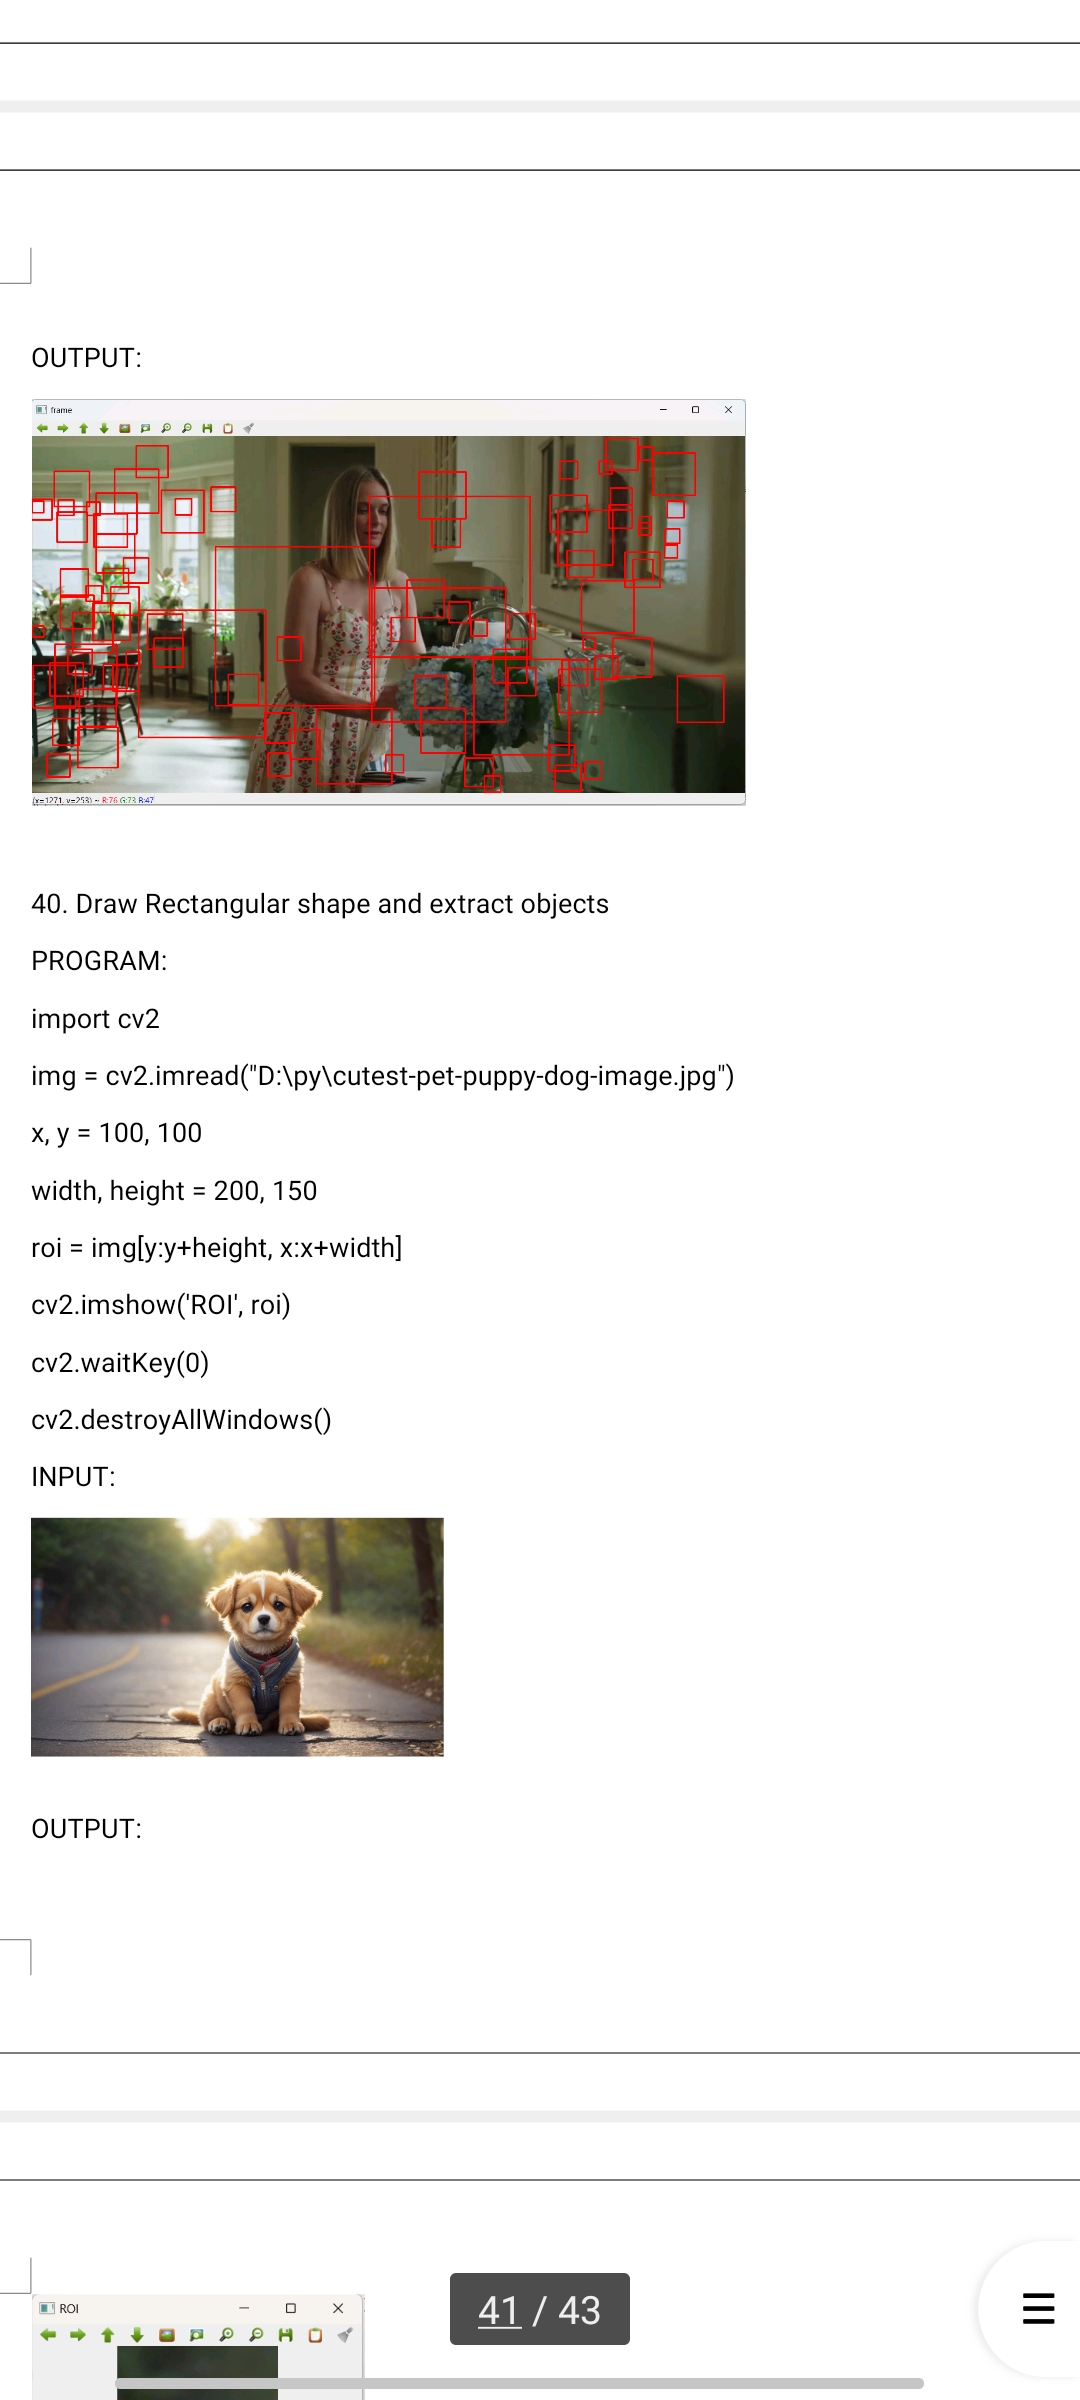 OUTPUT:
frame
(x=1271, y=253) ~ R:76 G:73 B:47
40. Draw Rectangular shape and extract objects
PROGRAM:
import cv2
img = cv2.imread("D:\py\cutest-pet-puppy-dog-image.jpg")
x, y = 100, 100
width, height = 200, 150
roi = img[y:y+height, x:x+width]
cv2.imshow('ROI', roi)
cv2.waitKey(0)
cv2.destroyAllWindows()
INPUT:
OUTPUT:
ROI
41 / 43